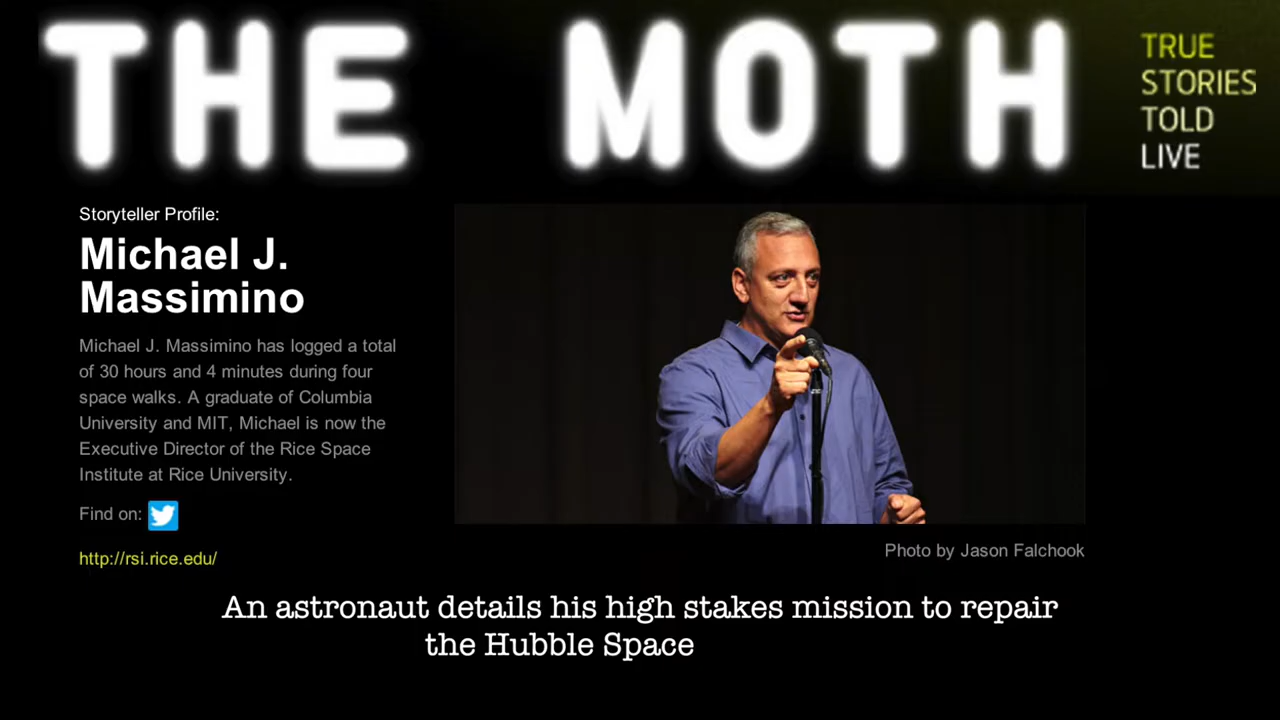 THE MOTH
TRUE
STORIES
TOLD
LIVE
Storyteller Profile:
Michael J.
Massimino
Michael J. Massimino has logged a total
of 30 hours and 4 minutes during four
space walks. A graduate of Columbia
University and MIT, Michael is now the
Executive Director of the Rice Space
Institute at Rice University.
Find on:
http://rsi.rice.edu/
Photo by Jason Falchook
An astronaut details his high stakes mission to repair
the Hubble Space